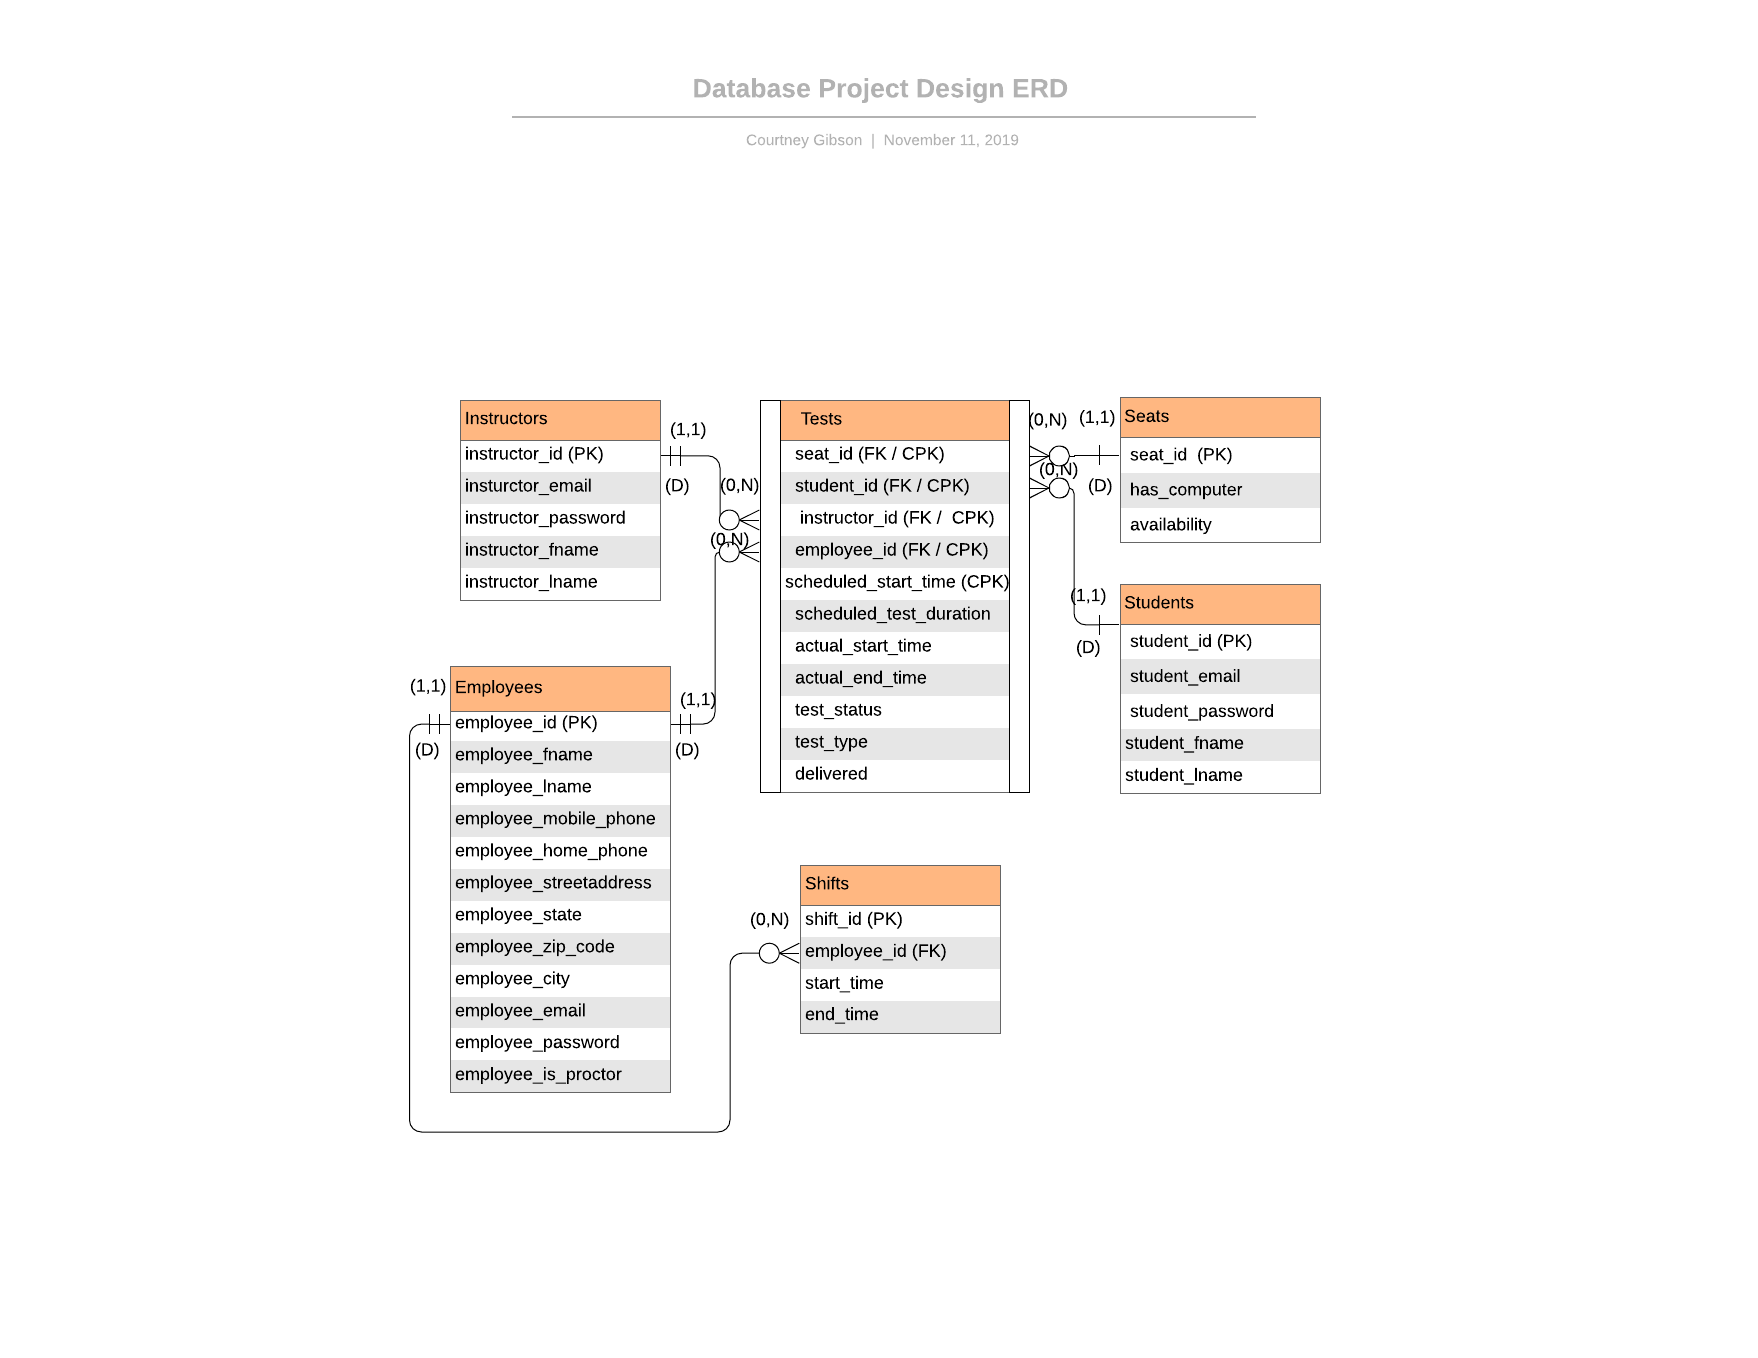 Database Project Design ERD
Courtney Gibson | November 11, 2019
Instructors
instructor_id (PK)
insturctor_email
instructor_password
instructor_fname
instructor_lname
(1,1)
(D)
(0,N)
(0,N)
Tests
seat_id (FK / CPK)
student_id (FK / CPK)
instructor_id (FK / CPK)
employee_id (FK / CPK)
scheduled_start_time (CPK)
scheduled_test_duration
actual_start_time
actual_end_time
test_status
test_type
delivered
(0,N)
(1,1)
(0,N)
(D)
Seats
seat_id (PK)
has_computer
availability
(1,1)
(D)
Students
student_id (PK)
student_email
student_password
student_fname
student_lname
(1,1)
(D)
Employees
employee_id (PK)
employee_fname
employee_lname
employee_mobile_phone
employee_home_phone
employee_streetaddress
employee_state
employee_zip_code
employee_city
employee_email
employee_password
employee_is_proctor
(1,1)
(D)
(0,N)
Shifts
shift_id (PK)
employee_id (FK)
start_time
end_time